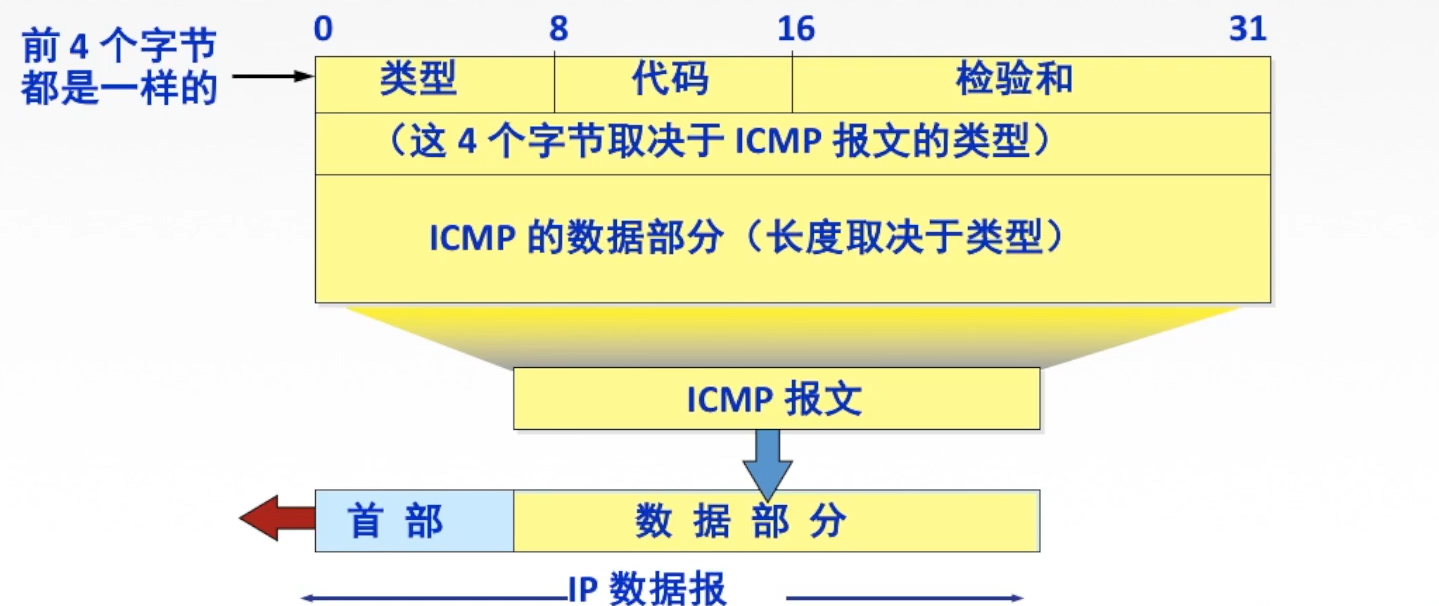 0 8 16 31
前 4 个字节
都是一样的
类型 代码 检验和
（这 4 个字节取决于 ICMP 报文的类型）
ICMP 的数据部分（长度取决于类型）
ICMP 报文
首 部 数 据 部 分
IP 数据报